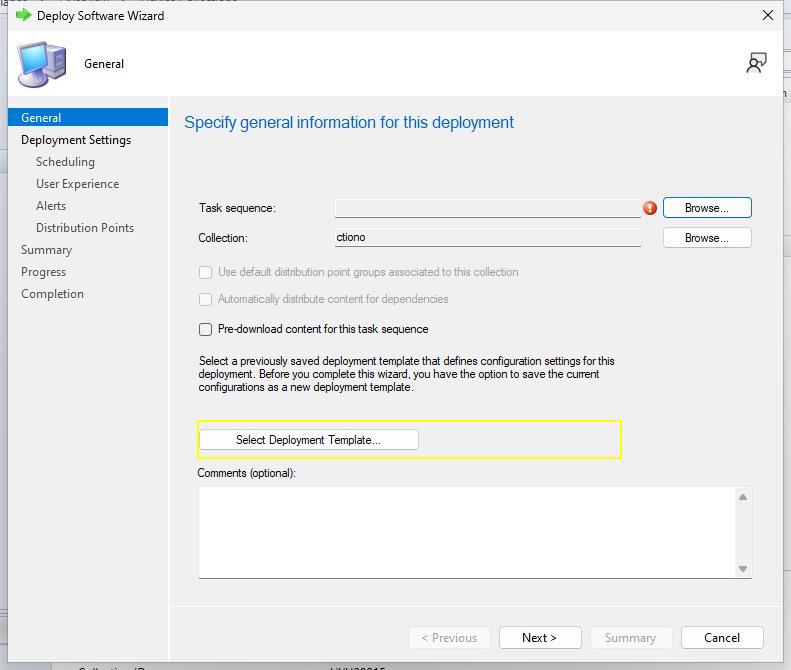 Deploy Software Wizard
General
General
Deployment Settings
Scheduling
User Experience
Alerts
Distribution Points
Summary
Progress
Completion
Specify general information for this deployment
Task sequence:
Browse...
Collection:
ctiono
Browse...
Use default distribution point groups associated to this collection
Automatically distribute content for dependencies
Pre-download content for this task sequence
Select a previously saved deployment template that defines configuration settings for this
deployment. Before you complete this wizard, you have the option to save the current
configurations as a new deployment template.
Select Deployment Template...
Comments (optional):
< Previous
Next >
Summary
Cancel